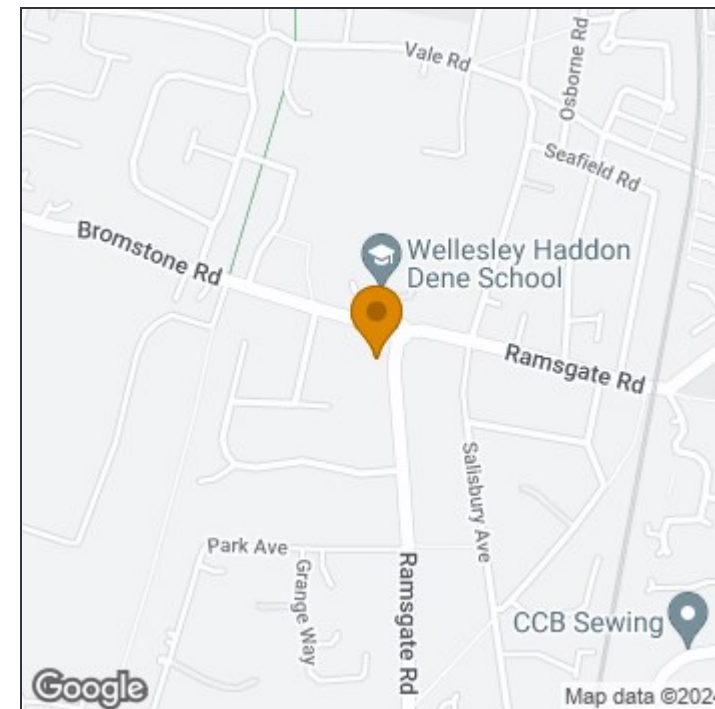 Vale Rd
Osborne Rd
Seafield Rd
Bromstone Rd
Wellesley Haddon
Dene School
Ramsgate Rd
Salisbury Ave
Park Ave
Grange Way
Ramsgate Rd
CCB Sewing
Google
Map data ©2024